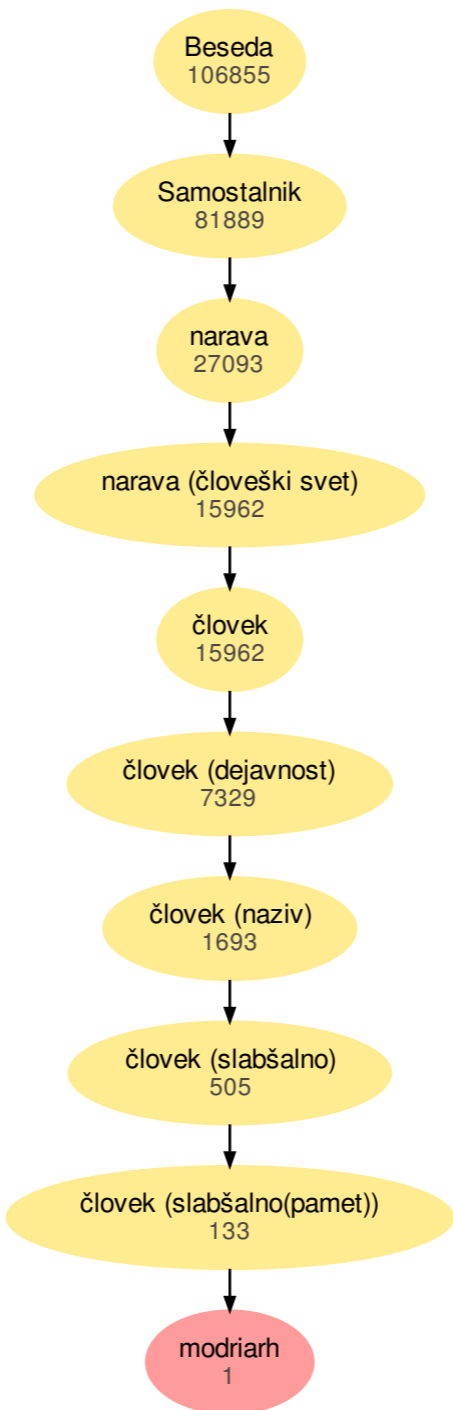 Beseda
106855
Samostalnik
81889
narava
27093
narava (človeški svet)
15962
človek
15962
človek (dejavnost)
7329
človek (naziv)
1693
človek (slabšalno)
505
človek (slabšalno(pamet))
133
modriarh
1